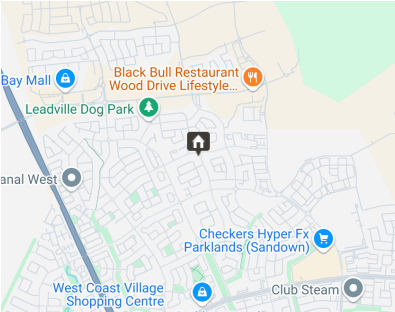 Bay Mall
Black Bull Restaurant
Wood Drive Lifestyle...
Leadville Dog Park
anal West
Checkers Hyper Fx
Parklands (Sandown)
West Coast Village
Shopping Centre
Club Steam